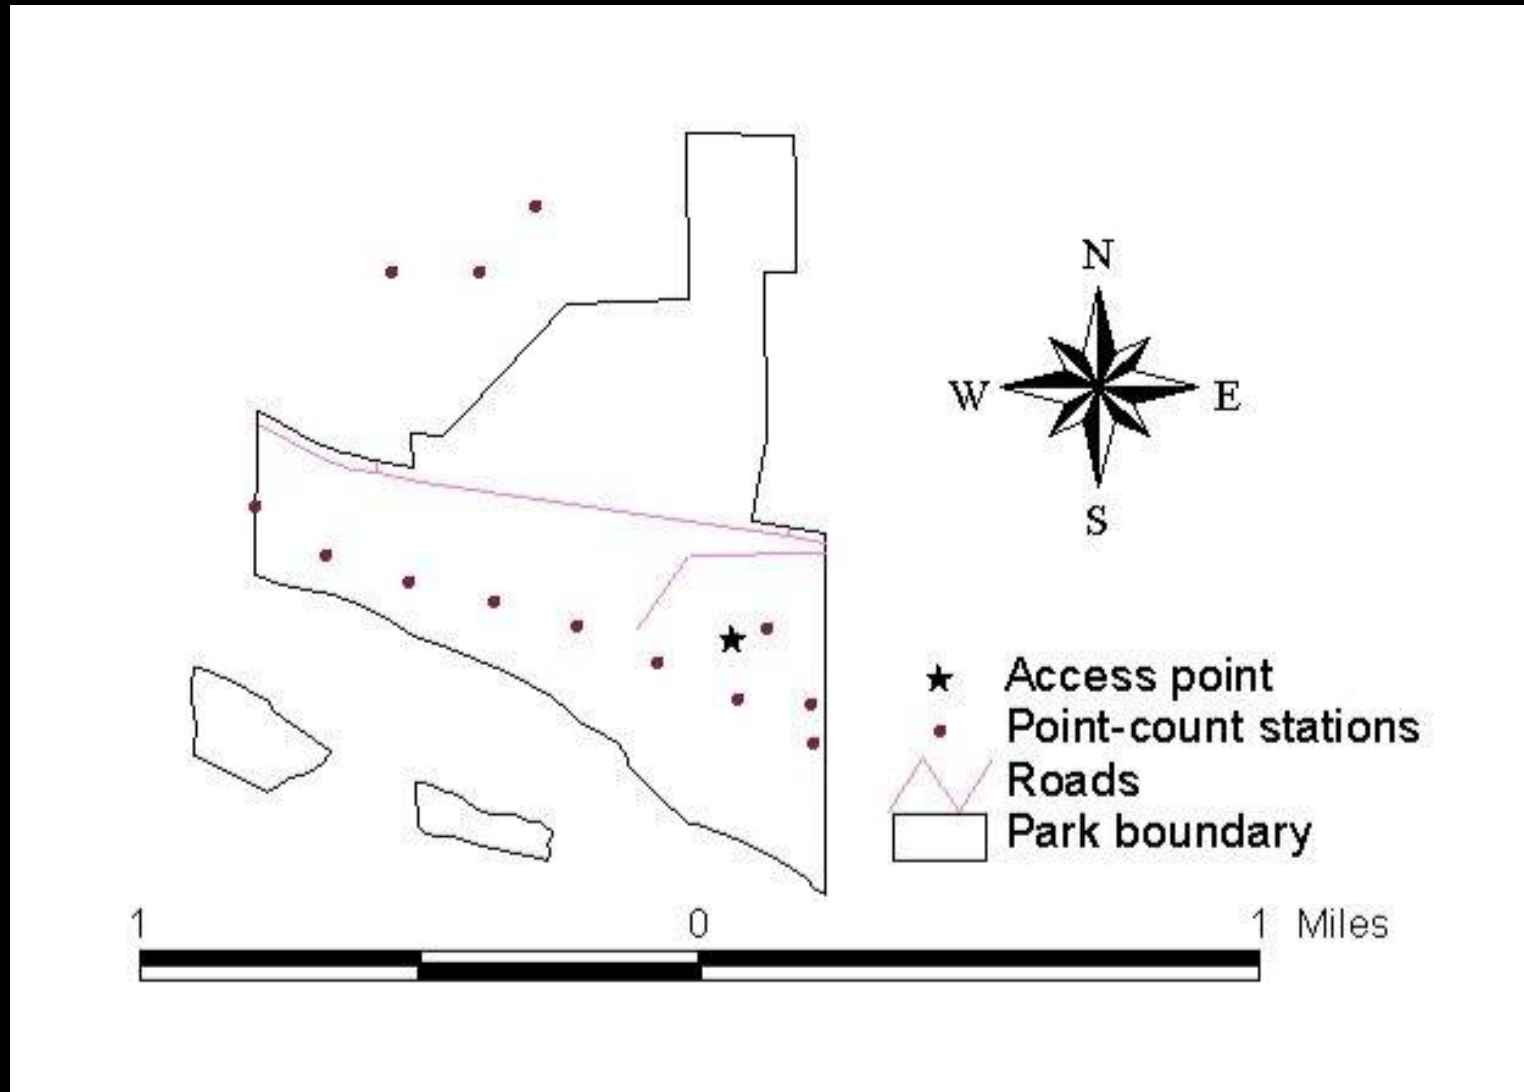 N
W E
S
Access point
Point-count stations
Roads
Park boundary
1 0 1 Miles